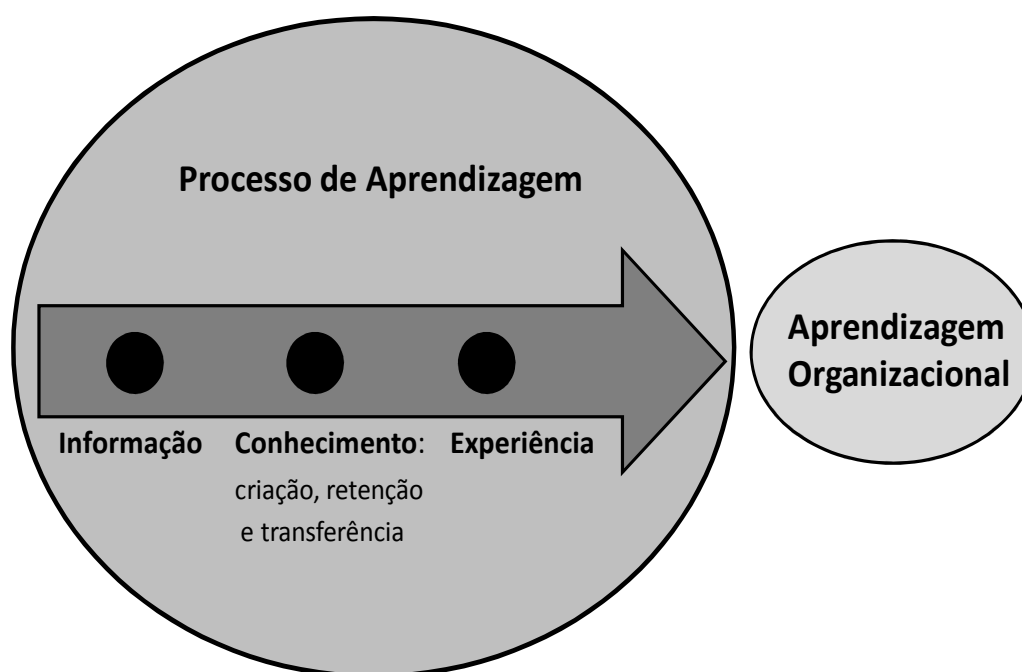 Processo de Aprendizagem
Aprendizagem
Organizacional
Informação
Conhecimento:
Experiência
criação, retenção
e transferência